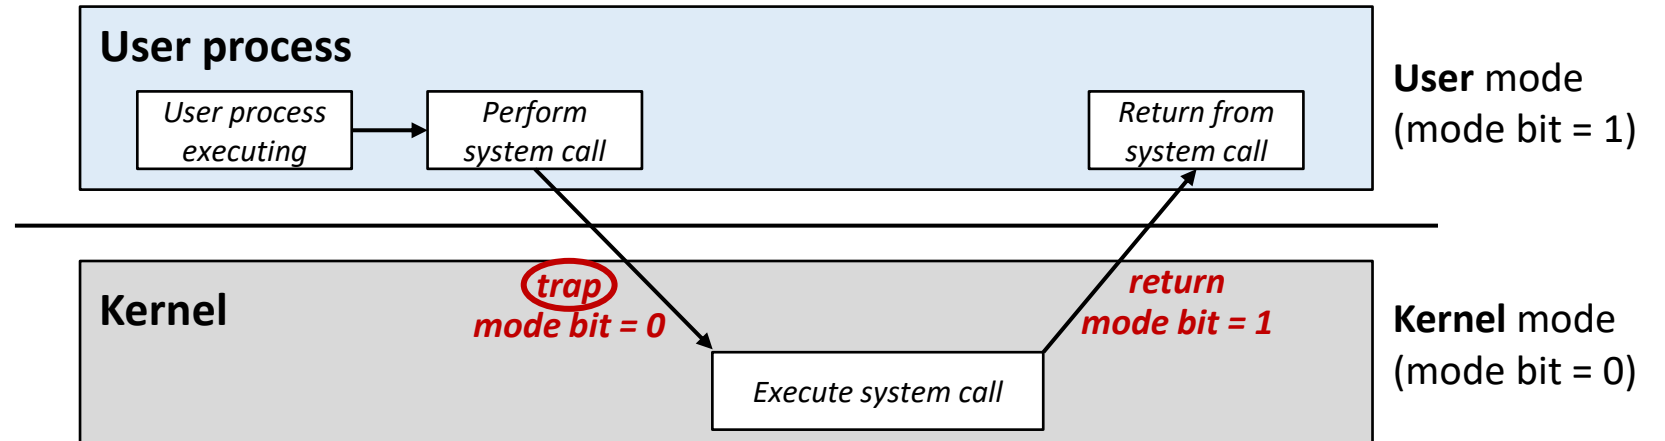 User process
User process
executing
Perform
system call
Return from
system call
User mode
(mode bit = 1)
Kernel
trap
mode bit = 0
return
mode bit = 1
Execute system call
Kernel mode
(mode bit = 0)